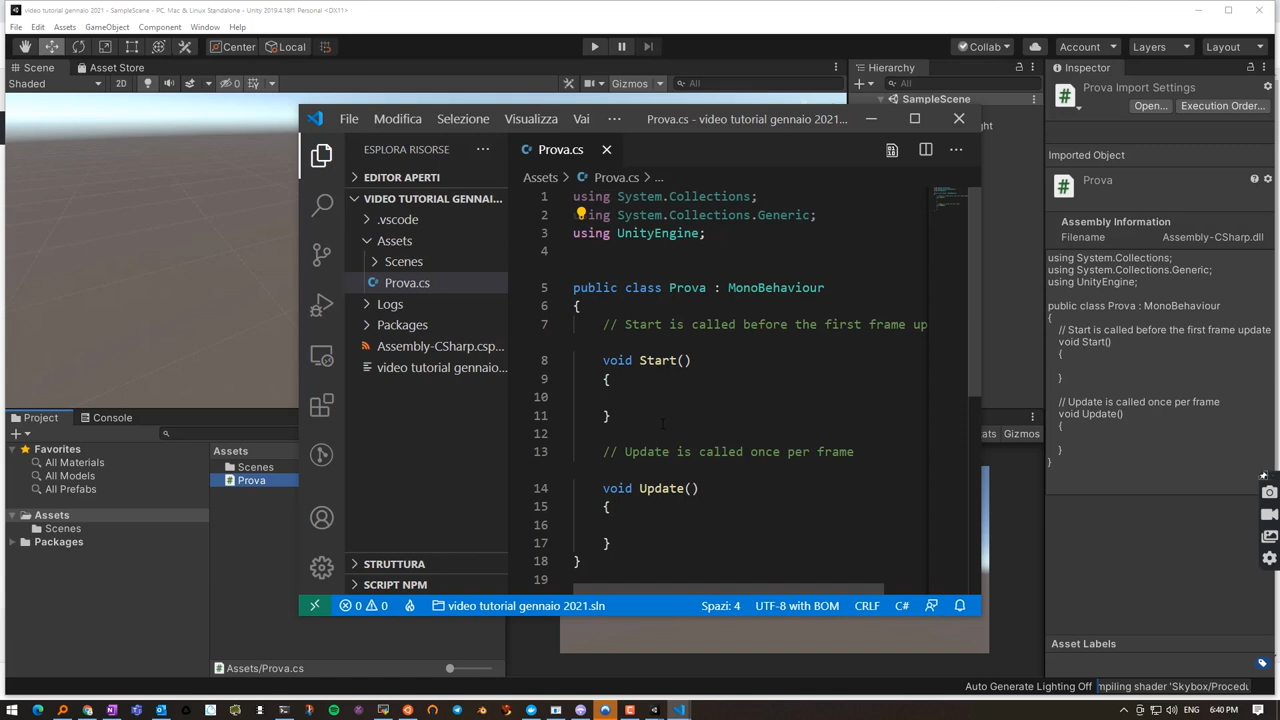 video tutorial gennaio 2021 - SampleScene - PC, Mac & Linux Standalone - Unity 2019.4.18f1 Personal <DX11>
File Edit Assets GameObject Component Window Help
Center Local Collab Account Layers Layout
Scene Asset Store
Shaded 2D 0 Gizmos All
Hierarchy
All
SampleScene
ght
Inspector
Prova Import Settings
Open... Execution Order...
Imported Object
Prova
Assembly Information
Filename Assembly-CSharp.dll
using System.Collections;
using System.Collections.Generic;
using UnityEngine;
public class Prova : MonoBehaviour
{
// Start is called before the first frame update
void Start()
{
}
// Update is called once per frame
void Update()
{
}
}
Asset Labels
File Modifica Selezione Visualizza Vai ... Prova.cs - video tutorial gennaio 2021...
ESPLORA RISORSE ...
EDITOR APERTI
VIDEO TUTORIAL GENNAI...
.vscode
Assets
Scenes
Prova.cs
Logs
Packages
Assembly-CSharp.csp...
video tutorial gennaio...
STRUTTURA
SCRIPT NPM
Prova.cs
Assets > Prova.cs > ...
1 using System.Collections;
2 using System.Collections.Generic;
3 using UnityEngine;
4
5 public class Prova : MonoBehaviour
6 {
7 // Start is called before the first frame up
8 void Start()
9 {
10
11 }
12
13 // Update is called once per frame
14 void Update()
15 {
16
17 }
18 }
19
0 0 video tutorial gennaio 2021.sln Spazi: 4 UTF-8 with BOM CRLF C#
Project Console
Favorites
All Materials
All Models
All Prefabs
Assets
Scenes
Packages
Assets
Scenes
Prova
Assets/Prova.cs
ats Gizmos
Auto Generate Lighting Off mpiling shader 'Skybox/Procedu
ENG 6:40 PM